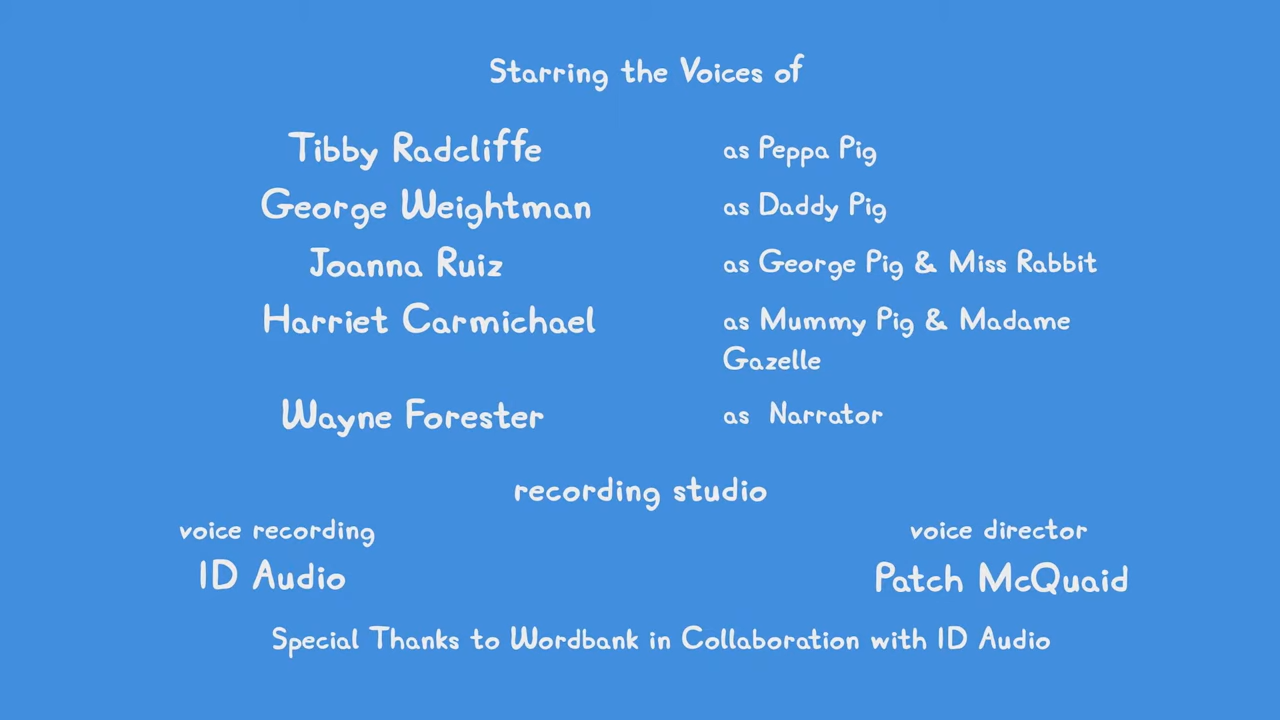 Starring the Voices of
Tibby Radcliffe as Peppa Pig
George Weightman as Daddy Pig
Joanna Ruiz as George Pig & Miss Rabbit
Harriet Carmichael as Mummy Pig & Madame
Gazelle
Wayne Forester as Narrator
recording studio
voice recording voice director
ID Audio Patch McQuaid
Special Thanks to Wordbank in Collaboration with ID Audio